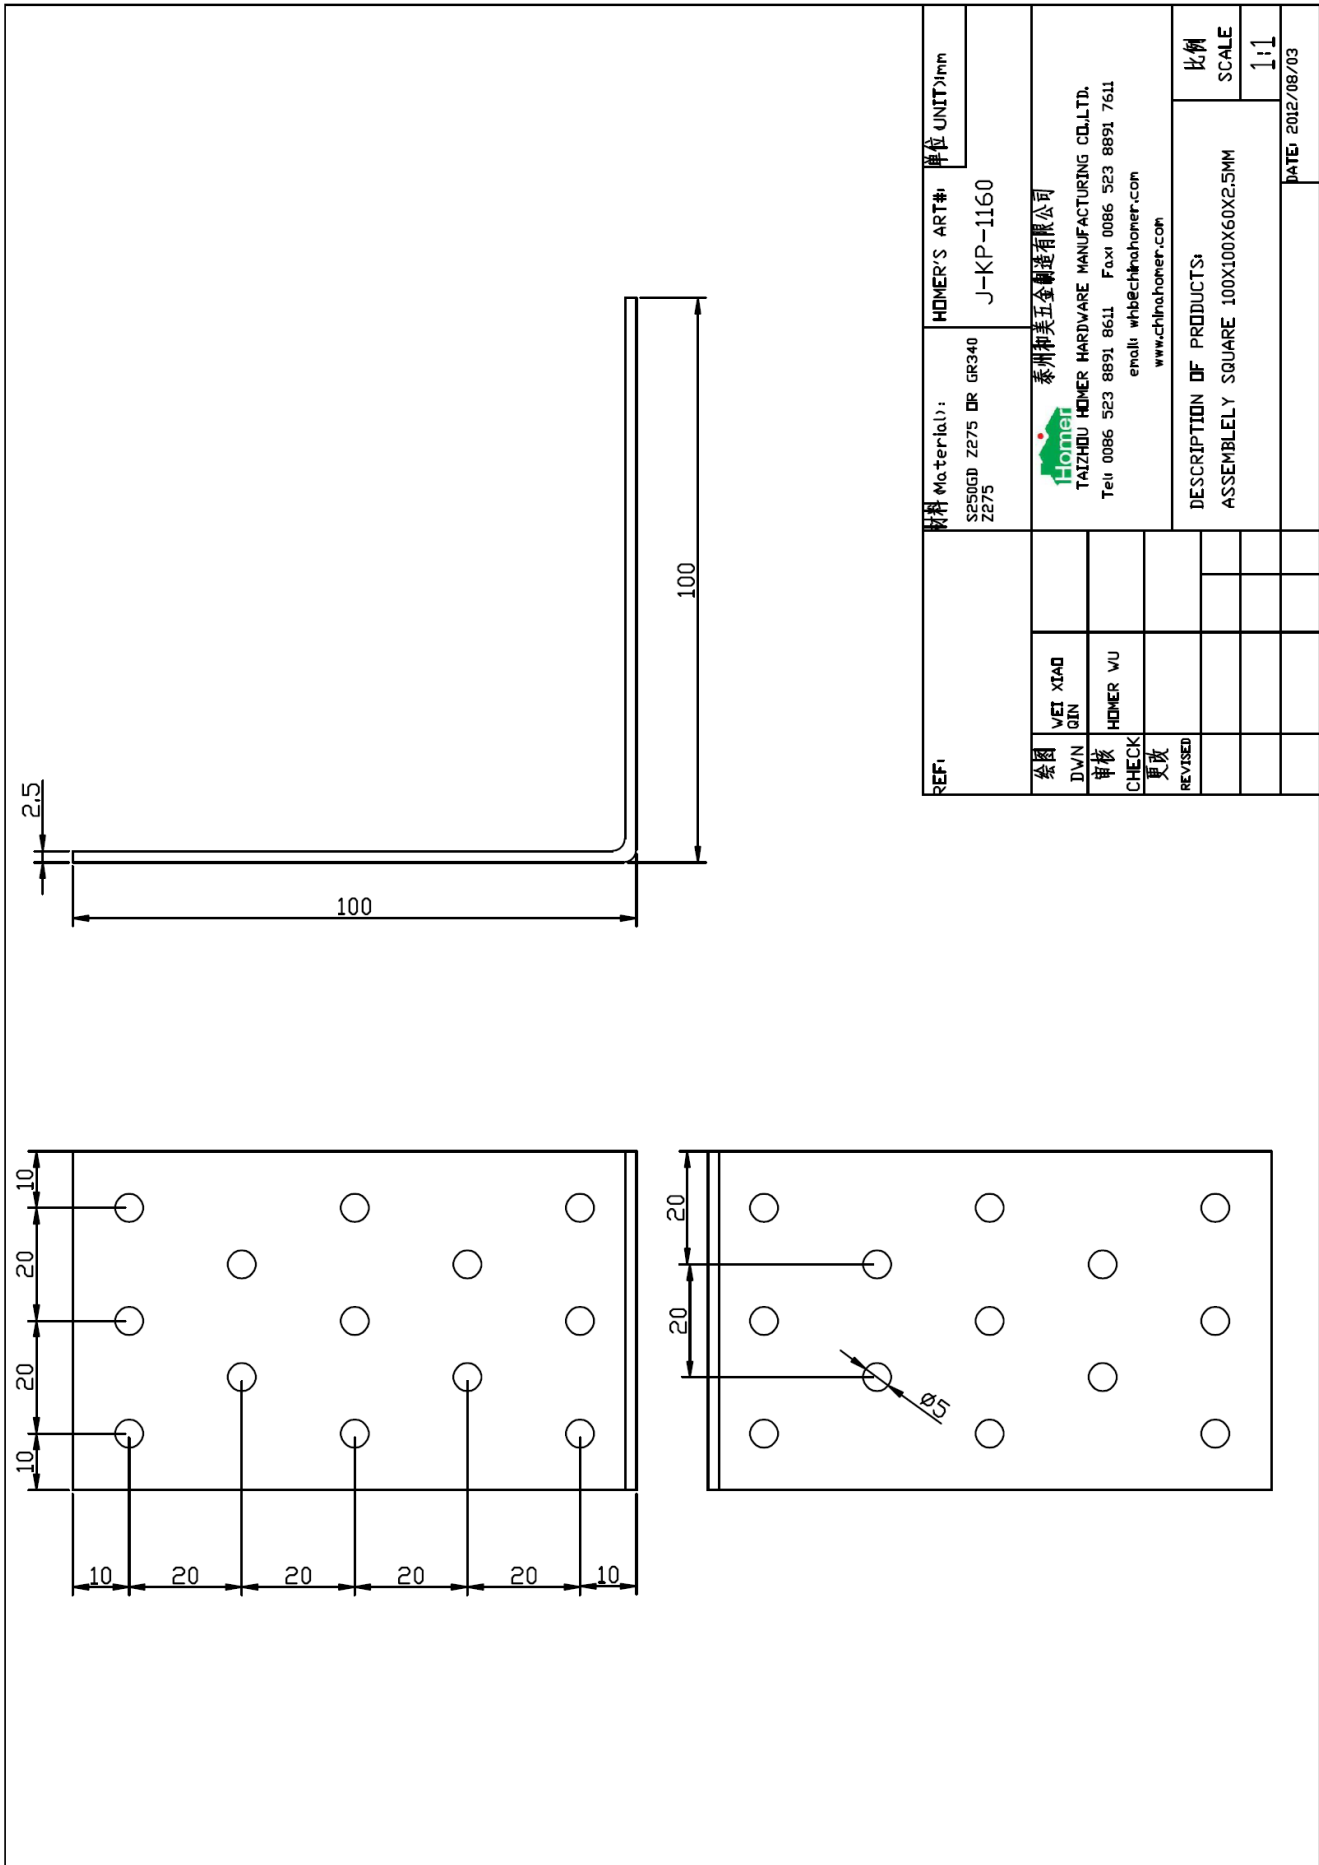 2.5
100
100
10
20
20
10
10
20
20
20
20
10
20
20
ø5
材料(Material):
S250GD Z275 OR GR340
Z275
HOMER'S ART#:
J-KP-1160
单位(UNIT):mm
泰州和美五金制造有限公司
Homer
TAIZHOU HOMER HARDWARE MANUFACTURING CO.,LTD.
Tel: 0086 523 8891 8611 Fax: 0086 523 8891 7611
email: whb@chinahomer.com
www.chinahomer.com
DESCRIPTION OF PRODUCTS:
ASSEMBLELY SQUARE 100X100X60X2.5MM
比例
SCALE
1:1
DATE: 2012/08/03
REF:
绘图
DWN
WEI XIAO
QIN
审核
CHECK
HOMER WU
更改
REVISED